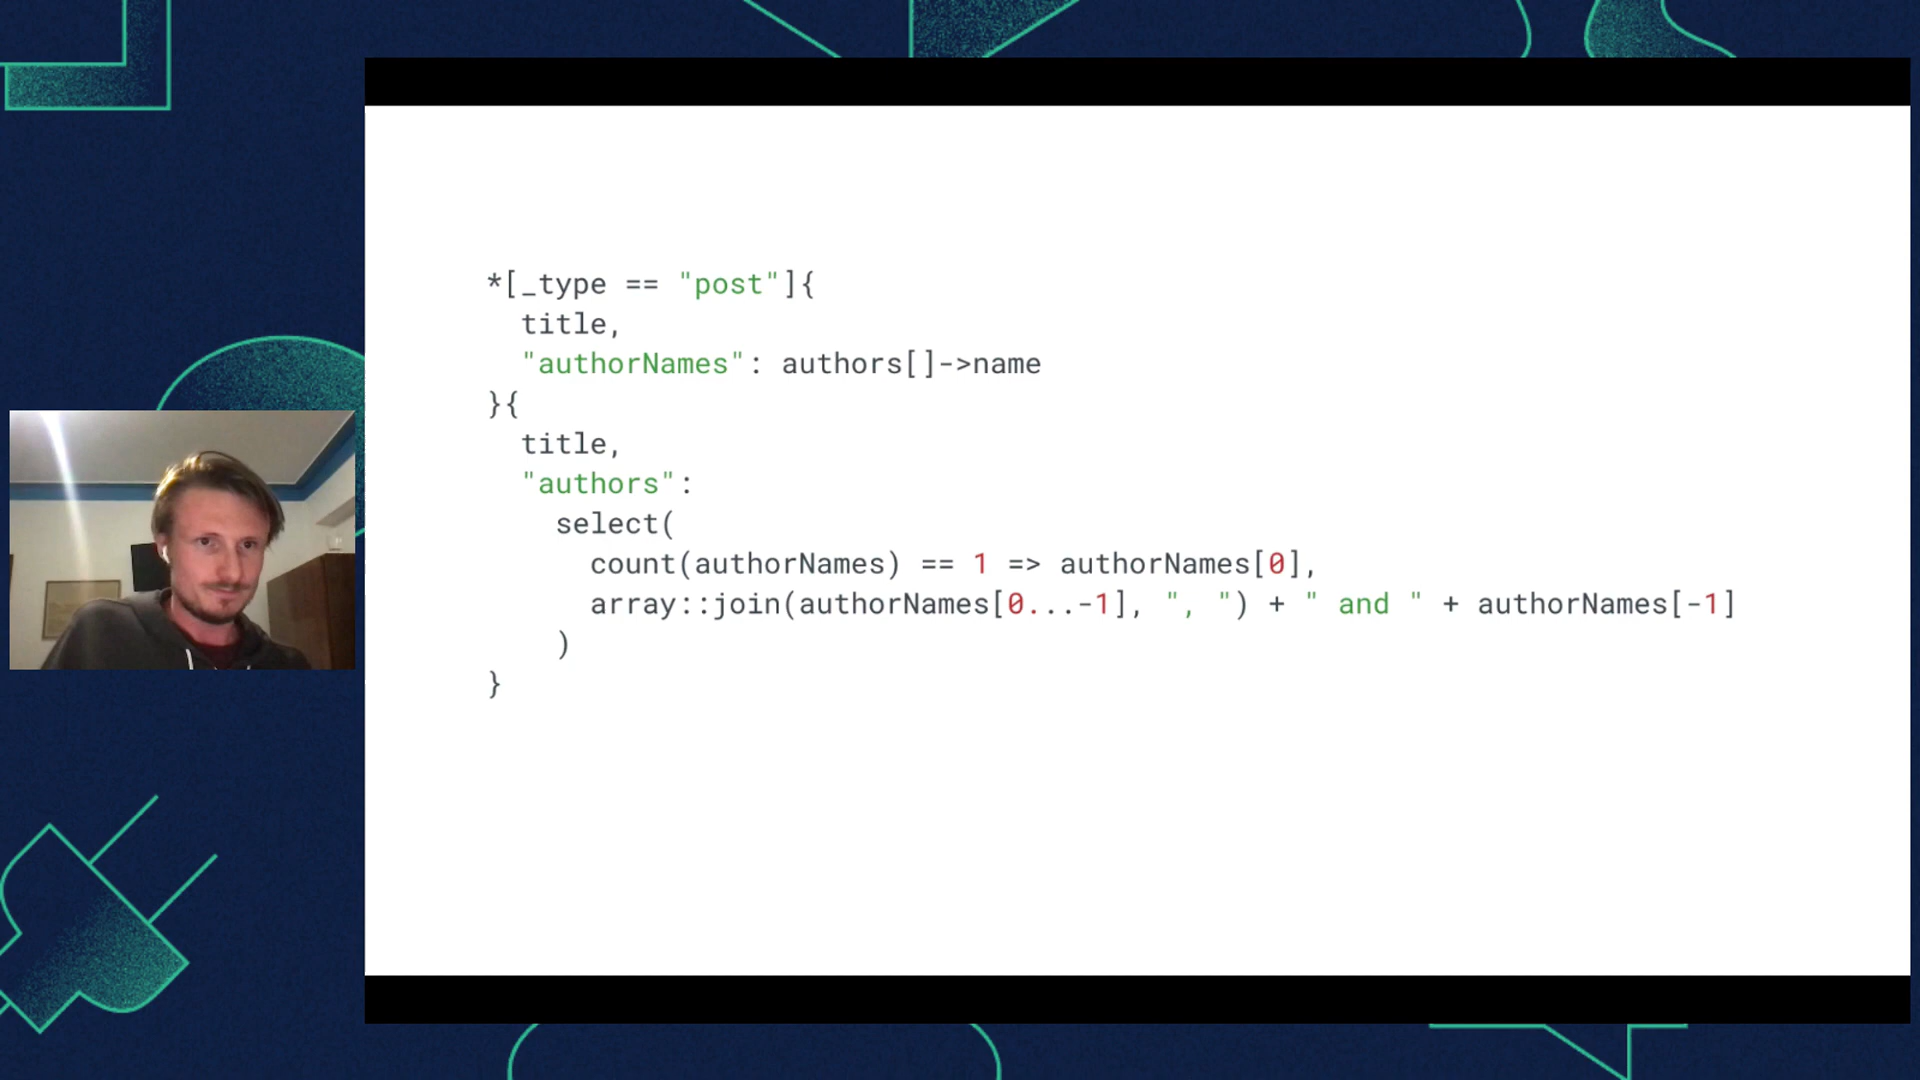 *[_type == "post"]{
title,
"authorNames": authors[]->name
}{
title,
"authors":
select(
count(authorNames) == 1 => authorNames[0],
array::join(authorNames[0...-1], ", ") + " and " + authorNames[-1]
)
}